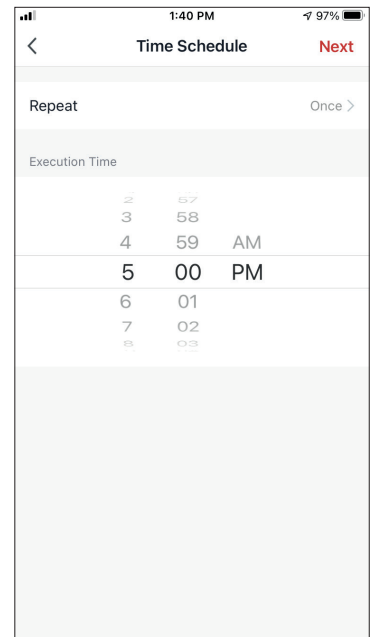 1:40 PM 97%
Time Schedule Next
Repeat Once
Execution Time
2 57
3 58
4 59 AM
5 00 PM
6 01
7 02
8 03